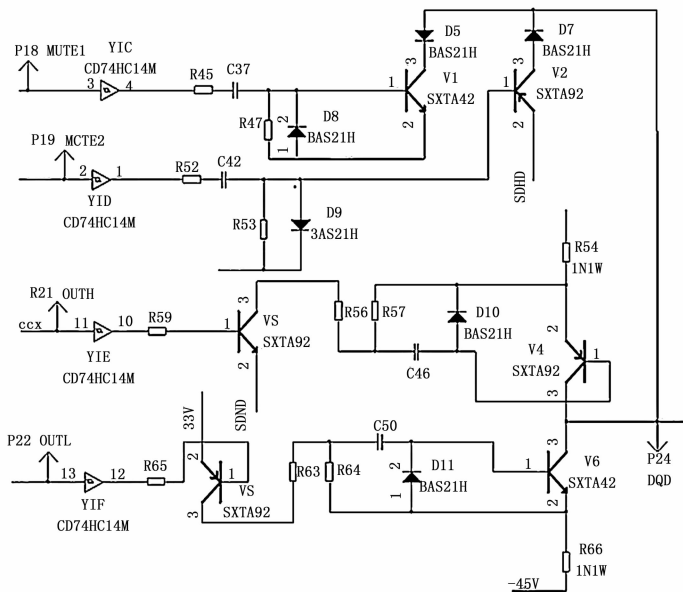 P18 MUTE1
YIC
CD74HC14M
3
4
R45
C37
R47
2
D8
BAS21H
1
1
3
V1
SXTA42
2
D5
BAS21H
D7
BAS21H
1
3
V2
SXTA92
2
SDHD
P19 MCTE2
2
1
YID
CD74HC14M
R52
C42
R53
D9
3AS21H
R54
1N1W
R21 OUTH
ccx
11
10
YIE
CD74HC14M
R59
1
3
VS
SXTA92
2
SDND
R56
R57
D10
BAS21H
C46
2
V4
SXTA92
1
3
P22 OUTL
13
12
YIF
CD74HC14M
R65
33V
2
1
VS
SXTA92
3
R63
R64
C50
2
D11
1
BAS21H
1
3
V6
SXTA42
2
P24
DQD
R66
1N1W
-45V